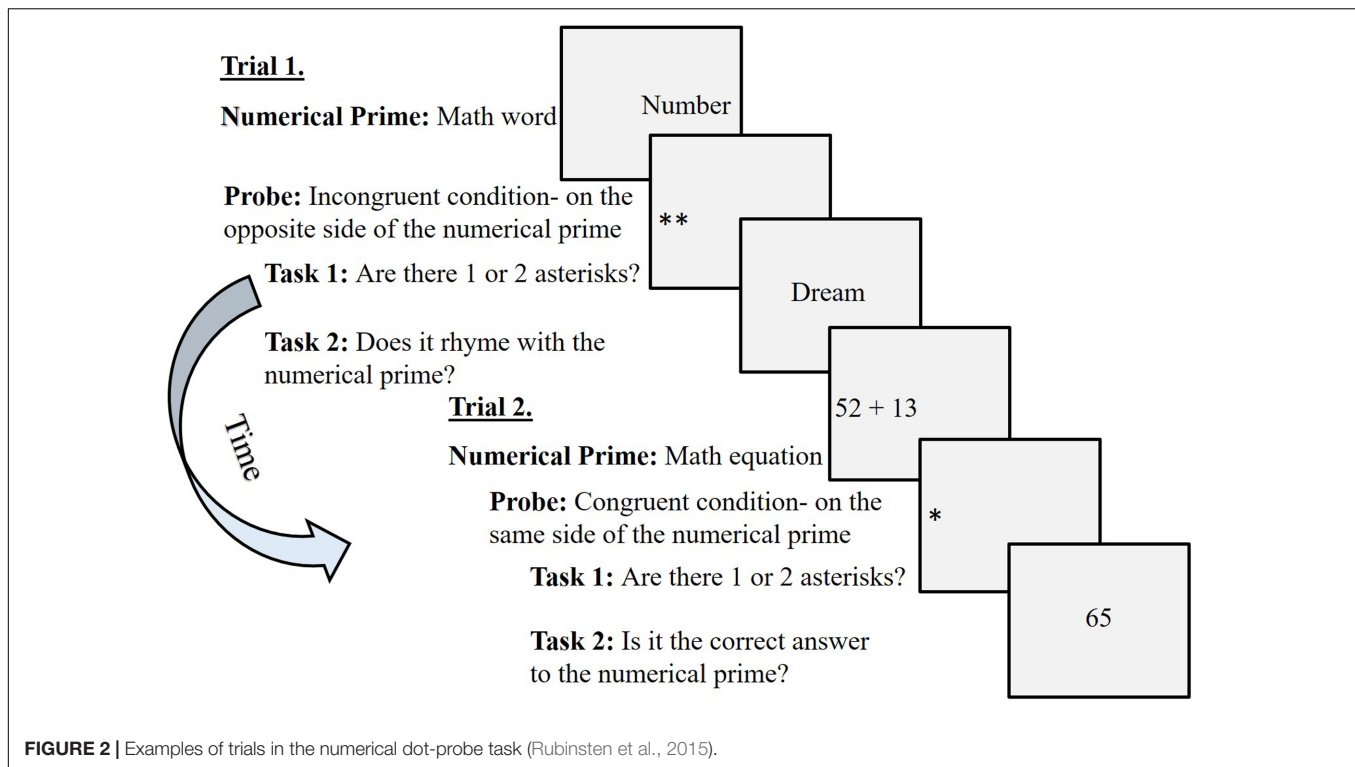 Trial 1.
Number
Numerical Prime: Math word
Probe: Incongruent condition- on the
opposite side of the numerical prime
**
Task 1: Are there 1 or 2 asterisks?
Dream
Task 2: Does it rhyme with the
numerical prime?
Time
Trial 2.
52 + 13
Numerical Prime: Math equation
Probe: Congruent condition- on the
same side of the numerical prime
*
Task 1: Are there 1 or 2 asterisks?
65
Task 2: Is it the correct answer
to the numerical prime?
FIGURE 2 | Examples of trials in the numerical dot-probe task (Rubinsten et al., 2015).